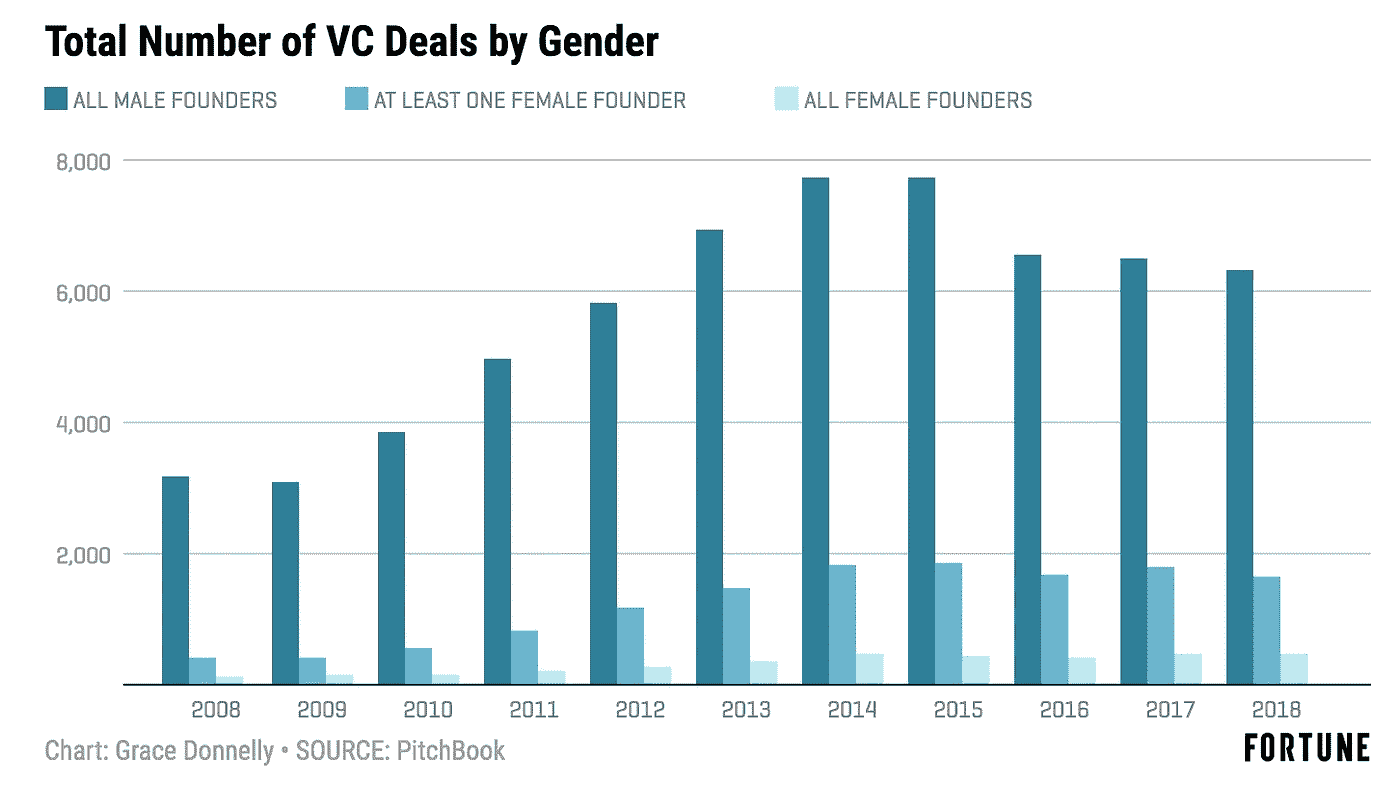 Total Number of VC Deals by Gender
ALL MALE FOUNDERS AT LEAST ONE FEMALE FOUNDER ALL FEMALE FOUNDERS
8,000
6,000
4,000
2,000
2008 2009 2010 2011 2012 2013 2014 2015 2016 2017 2018
Chart: Grace Donnelly • SOURCE: PitchBook FORTUNE